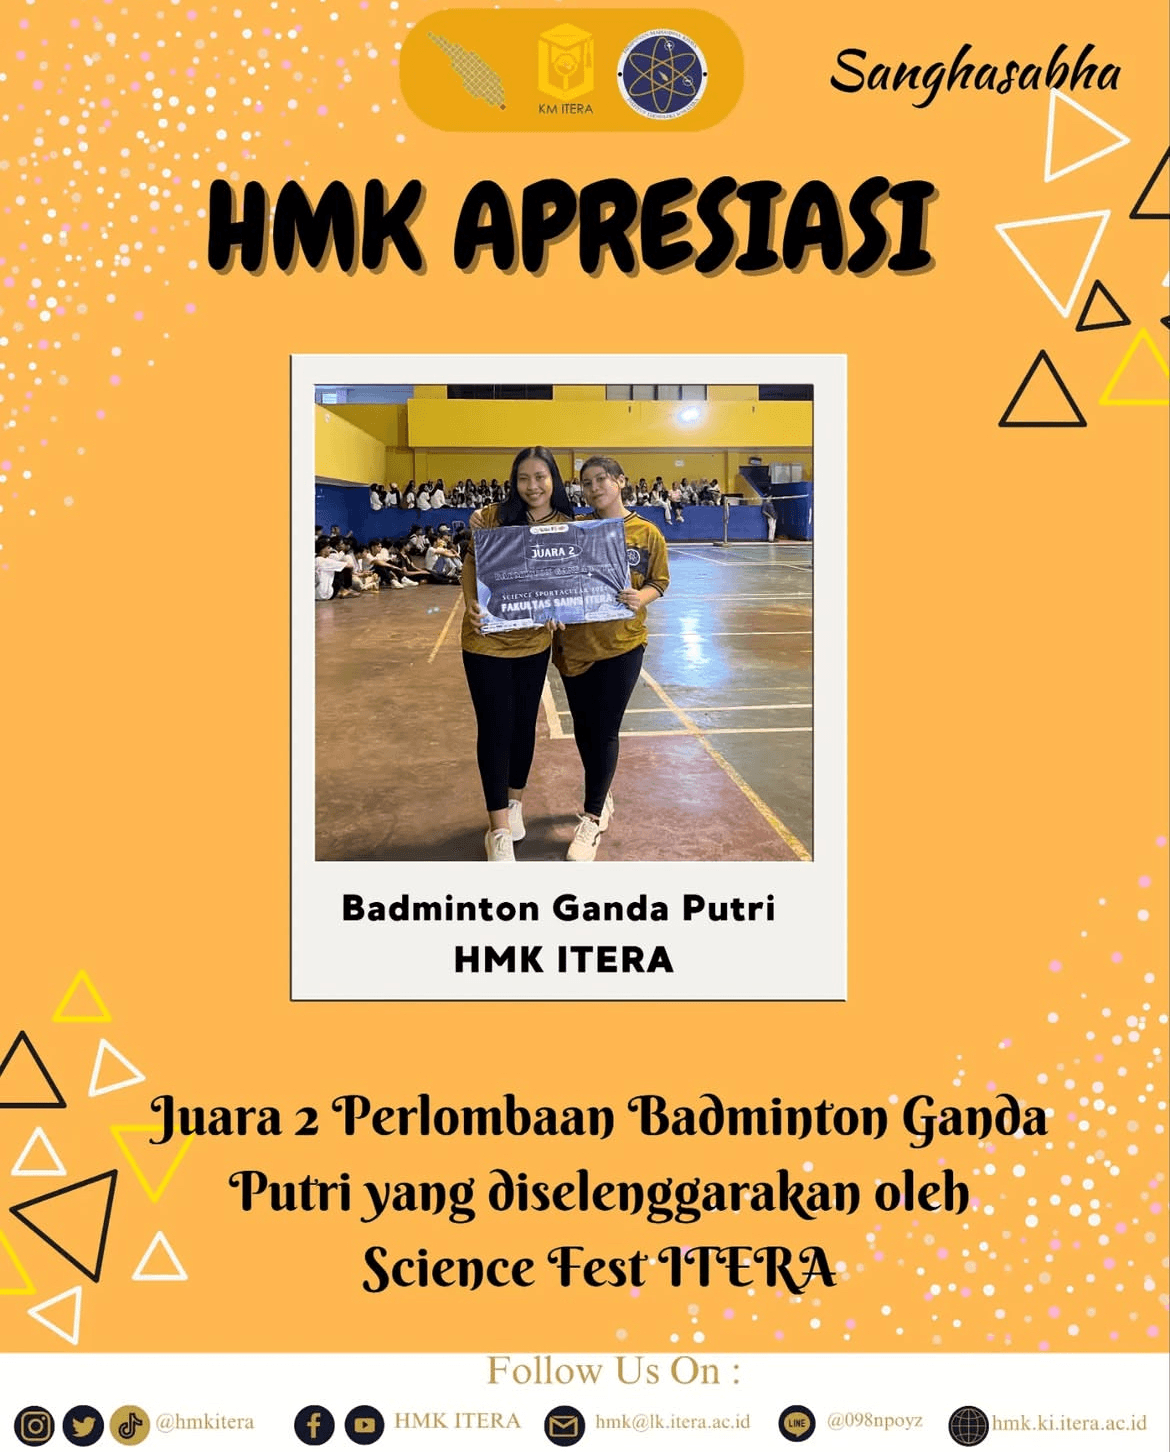 KM ITERA
Sanghasabha
HMK APRESIASI
JUARA 2
SCIENCE SPORTACULAR
FAKULTAS SAINS ITERA
Badminton Ganda Putri
HMK ITERA
Juara 2 Perlombaan Badminton Ganda
Putri yang diselenggarakan oleh
Science Fest ITERA
Follow Us On :
@hmkitera
HMK ITERA
hmk@lk.itera.ac.id
LINE
@098npoyz
hmk.ki.itera.ac.id